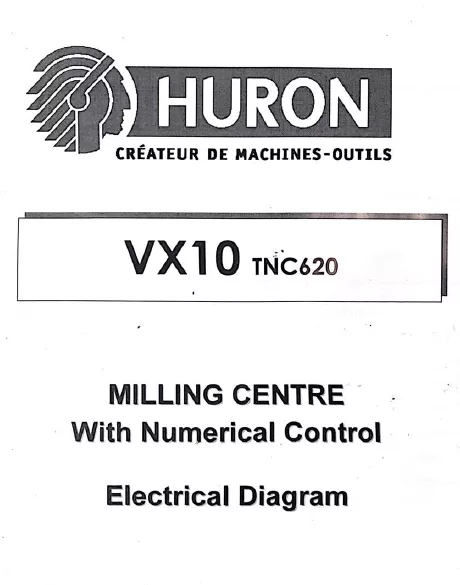 HURON
CRÉATEUR DE MACHINES-OUTILS
VX10 TNC620
MILLING CENTRE
With Numerical Control
Electrical Diagram